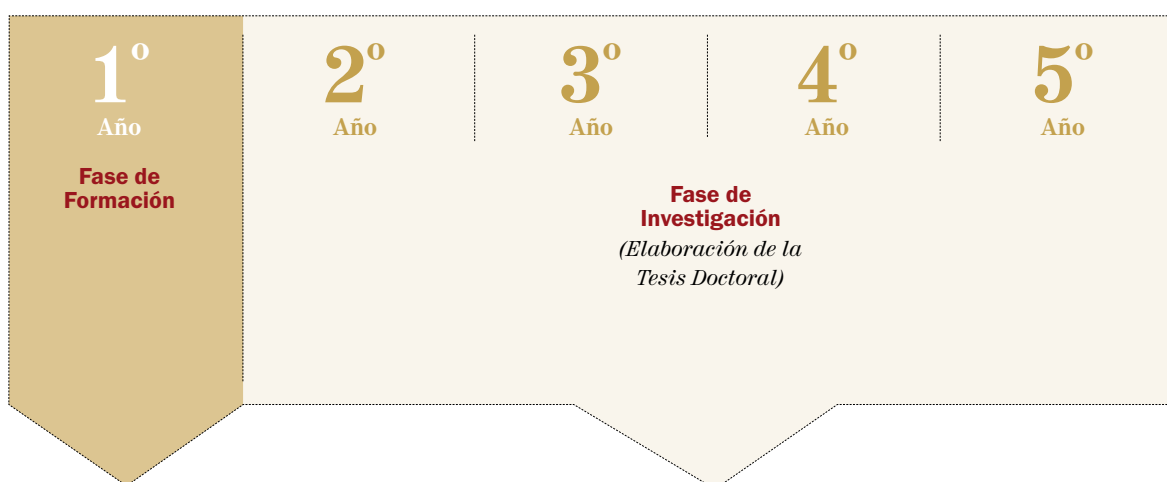 1º
Año
2º
Año
3º
Año
4º
Año
5º
Año
Fase de
Formación
Fase de
Investigación
(Elaboración de la
Tesis Doctoral)